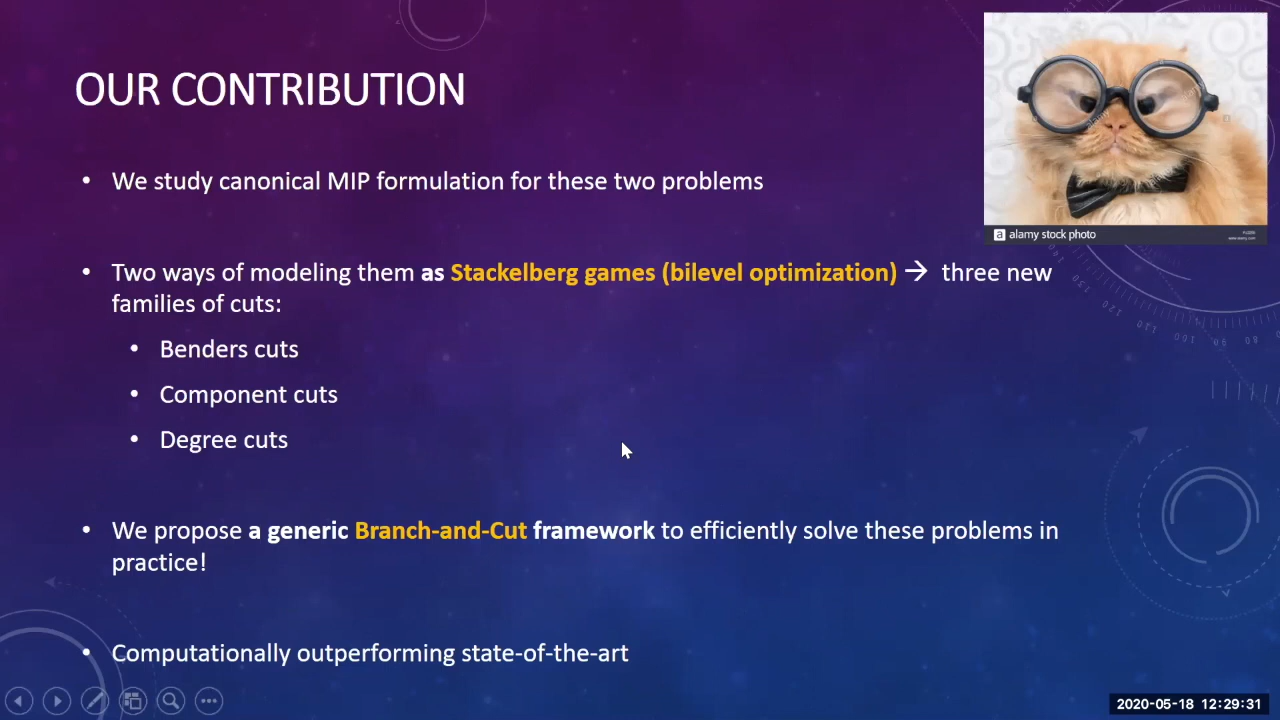 OUR CONTRIBUTION
• We study canonical MIP formulation for these two problems
• Two ways of modeling them as Stackelberg games (bilevel optimization) → three new
families of cuts:
• Benders cuts
• Component cuts
• Degree cuts
• We propose a generic Branch-and-Cut framework to efficiently solve these problems in
practice!
• Computationally outperforming state-of-the-art
a alamy stock photo
2020-05-18 12:29:31